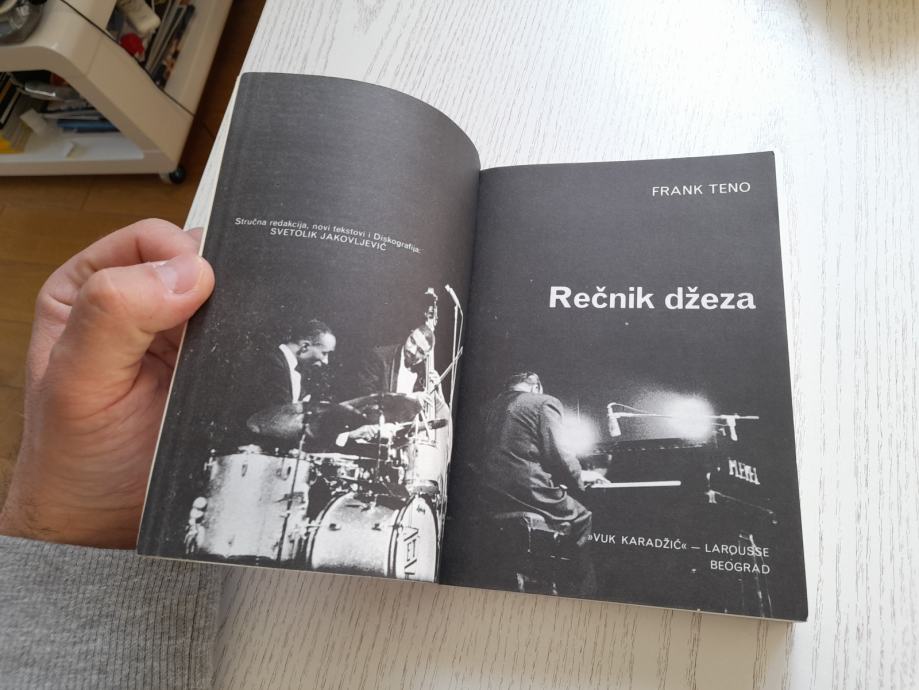 Stručna redakcija, novi tekstovi i Diskografija:
SVETOLIK JAKOVLJEVIĆ
FRANK TENO
Rečnik džeza
»VUK KARADŽIĆ« — LAROUSSE
BEOGRAD